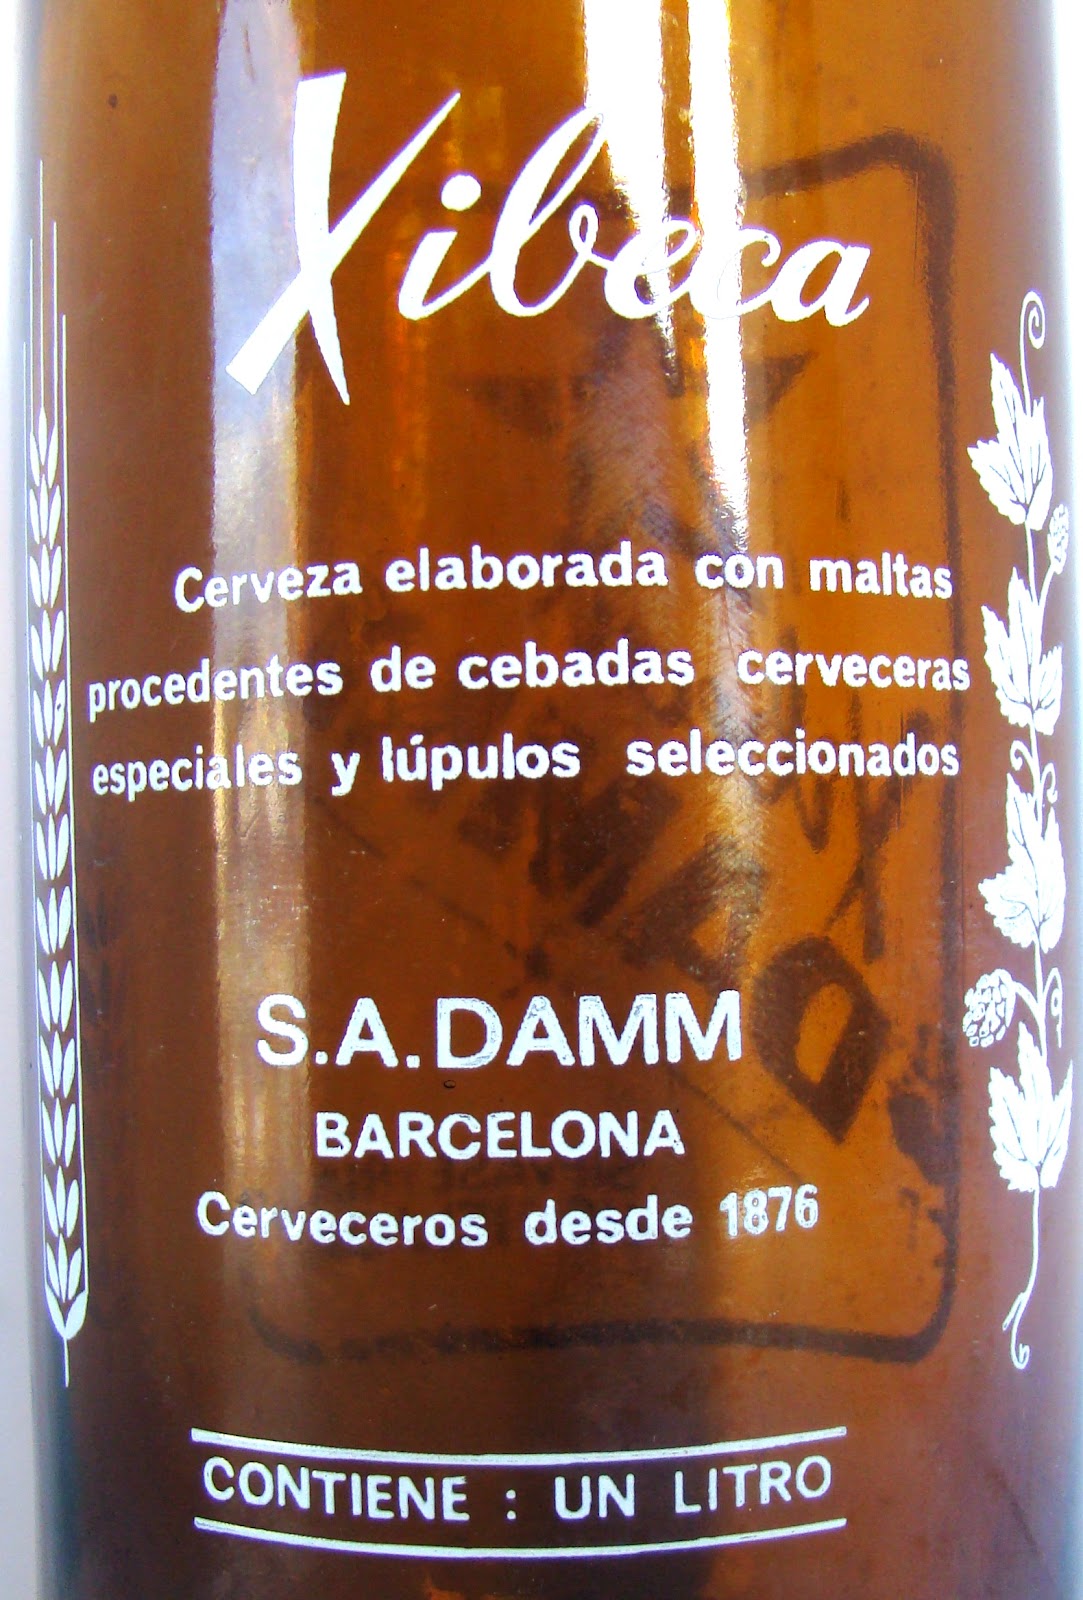 Xibeca
Cerveza elaborada con maltas
procedentes de cebadas cerveceras
especiales y lúpulos seleccionados
S.A. DAMM
BARCELONA
Cerveceros desde 1876
CONTIENE : UN LITRO